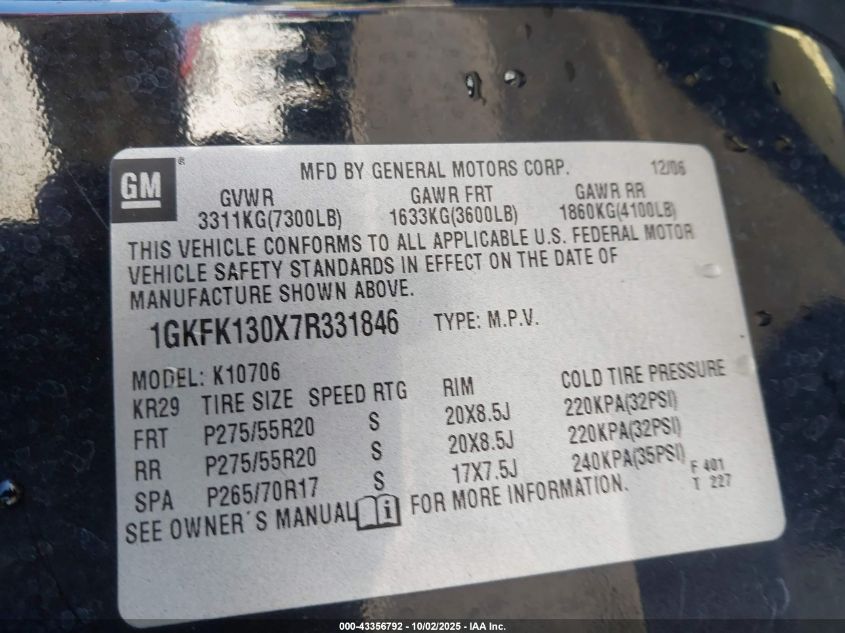 GM® MFD BY GENERAL MOTORS CORP. 12/06
GVWR GAWR FRT GAWR RR
3311KG(7300LB) 1633KG(3600LB) 1860KG(4100LB)
THIS VEHICLE CONFORMS TO ALL APPLICABLE U.S. FEDERAL MOTOR
VEHICLE SAFETY STANDARDS IN EFFECT ON THE DATE OF
MANUFACTURE SHOWN ABOVE.
1GKFK130X7R331846 TYPE: M.P.V.
MODEL: K10706
KR29 TIRE SIZE SPEED RTG RIM COLD TIRE PRESSURE
FRT P275/55R20 S 20X8.5J 220KPA(32PSI)
RR P275/55R20 S 20X8.5J 220KPA(32PSI)
SPA P265/70R17 S 17X7.5J 240KPA(35PSI)
SEE OWNER'S MANUAL i FOR MORE INFORMATION.
F 401
T 227
000-43356792 - 10/02/2025 - IAA Inc.